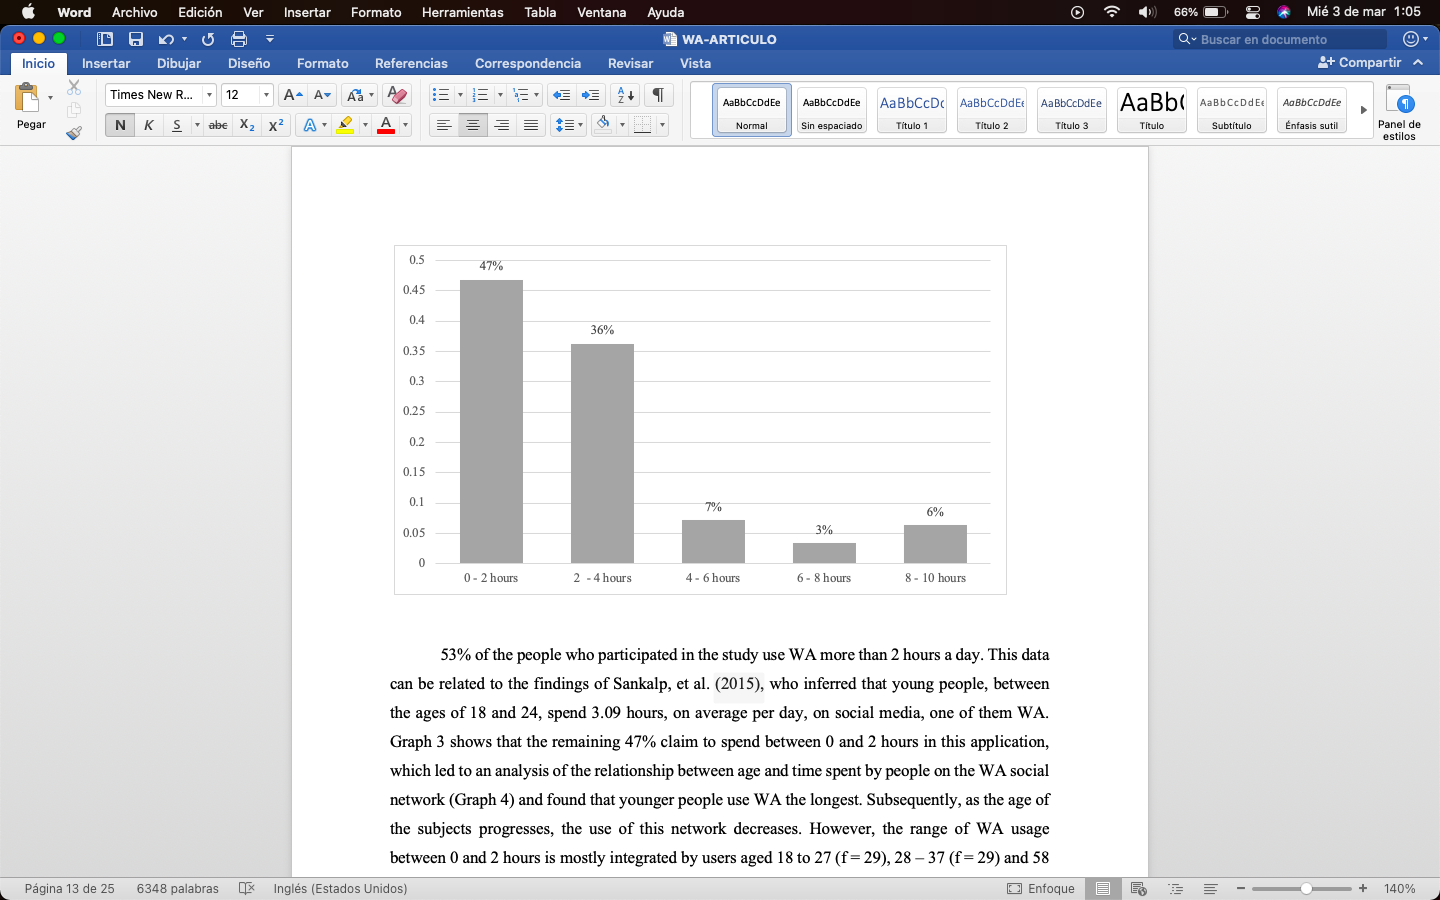 Word Archivo Edición Ver Insertar Formato Herramientas Tabla Ventana Ayuda 66% Mié 3 de mar 1:05
WA-ARTICULO Buscar en documento
Inicio Insertar Dibujar Diseño Formato Referencias Correspondencia Revisar Vista Compartir
Times New R... 12
Pegar
N K S abc X2 X2 A A
AaBbCcDdEe AaBbCcDdEe AaBbCcDc AaBbCcDdEe AaBbCcDdEe AaBb( AaBbCcDdEe AaBbCcDdEe
Normal Sin espaciado Título 1 Título 2 Título 3 Título Subtítulo Énfasis sutil
Panel de
estilos
0.5
47%
0.45
0.4
36%
0.35
0.3
0.25
0.2
0.15
0.1
7%
3%
6%
0.05
0
0 - 2 hours 2 - 4 hours 4 - 6 hours 6 - 8 hours 8 - 10 hours
53% of the people who participated in the study use WA more than 2 hours a day. This data
can be related to the findings of Sankalp, et al. (2015), who inferred that young people, between
the ages of 18 and 24, spend 3.09 hours, on average per day, on social media, one of them WA.
Graph 3 shows that the remaining 47% claim to spend between 0 and 2 hours in this application,
which led to an analysis of the relationship between age and time spent by people on the WA social
network (Graph 4) and found that younger people use WA the longest. Subsequently, as the age of
the subjects progresses, the use of this network decreases. However, the range of WA usage
between 0 and 2 hours is mostly integrated by users aged 18 to 27 (f = 29), 28 – 37 (f = 29) and 58
Página 13 de 25 6348 palabras Inglés (Estados Unidos) Enfoque 140%